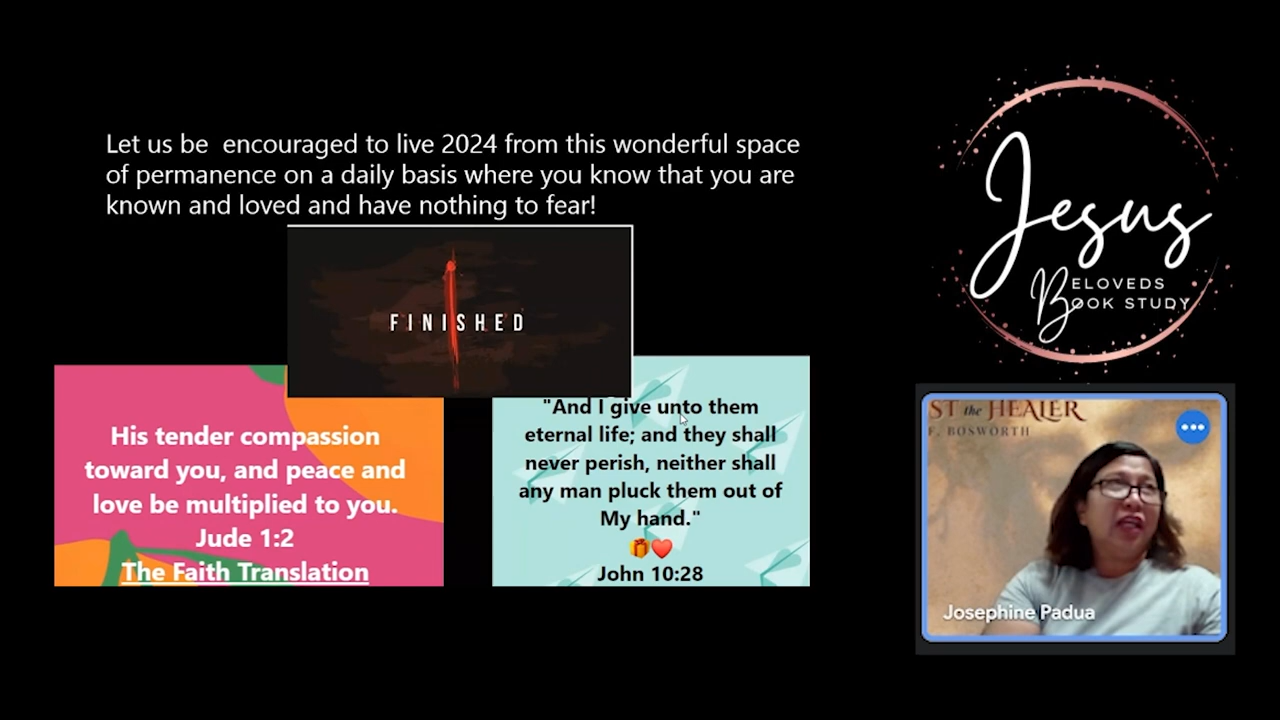 Let us be  encouraged to live 2024 from this wonderful space
of permanence on a daily basis where you know that you are
known and loved and have nothing to fear!
FINISHED
His tender compassion
toward you, and peace and
love be multiplied to you.
Jude 1:2
The Faith Translation
"And I give unto them
eternal life; and they shall
never perish, neither shall
any man pluck them out of
My hand."
🎁❤️
John 10:28
Jesus
BELOVEDS
BOOK STUDY
ST the HEALER
F. BOSWORTH
Josephine Padua